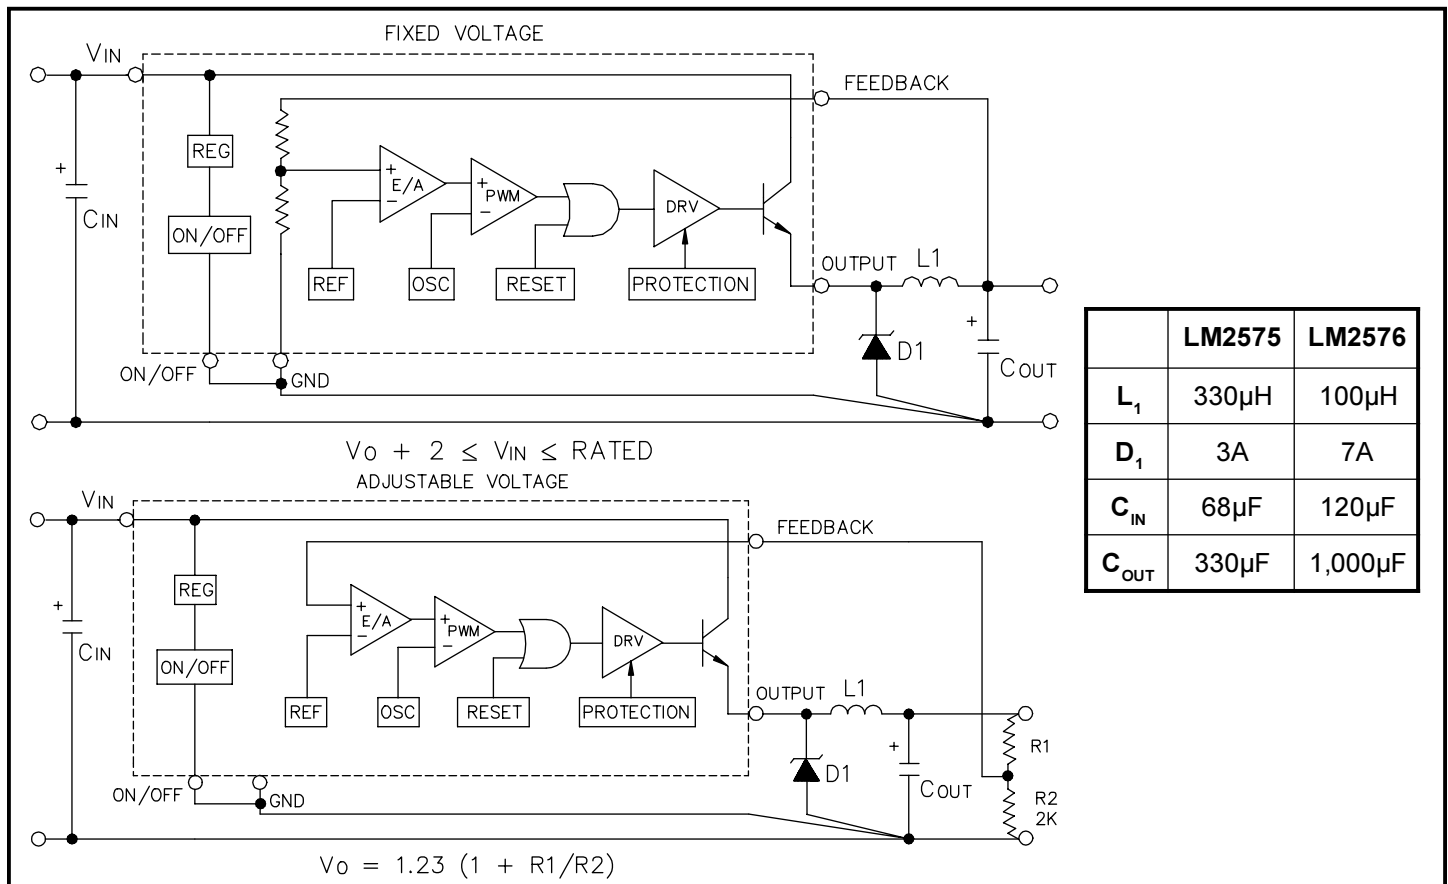 FIXED VOLTAGE
VIN
FEEDBACK
REG
+
CIN
ON/OFF
+
E/A
−
+
PWM
−
DRV
REF
OSC
RESET
PROTECTION
OUTPUT
L1
D1
+
COUT
ON/OFF
GND
VO + 2 ≤ VIN ≤ RATED
ADJUSTABLE VOLTAGE
VIN
FEEDBACK
REG
+
CIN
ON/OFF
+
E/A
−
+
PWM
−
DRV
REF
OSC
RESET
PROTECTION
OUTPUT
L1
D1
+
COUT
R1
R2
2K
ON/OFF
GND
VO = 1.23 (1 + R1/R2)
LM2575 LM2576
L1 330µH 100µH
D1 3A 7A
CIN 68µF 120µF
COUT 330µF 1,000µF